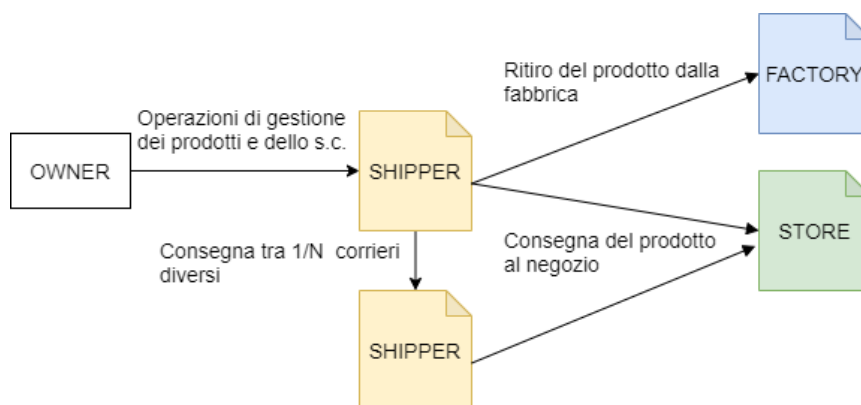 OWNER
Operazioni di gestione
dei prodotti e dello s.c.
SHIPPER
Ritiro del prodotto dalla
fabbrica
FACTORY
Consegna tra 1/N corrieri
diversi
SHIPPER
Consegna del prodotto
al negozio
STORE